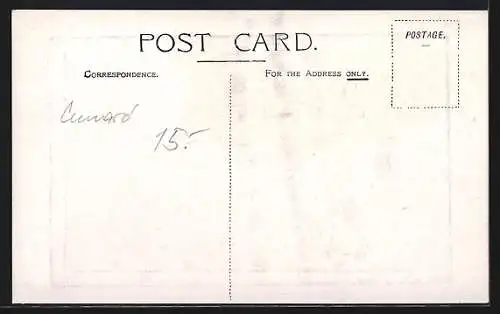 POST CARD.
POSTAGE.
CORRESPONDENCE.
FOR THE ADDRESS ONLY.
Cunard
15.-